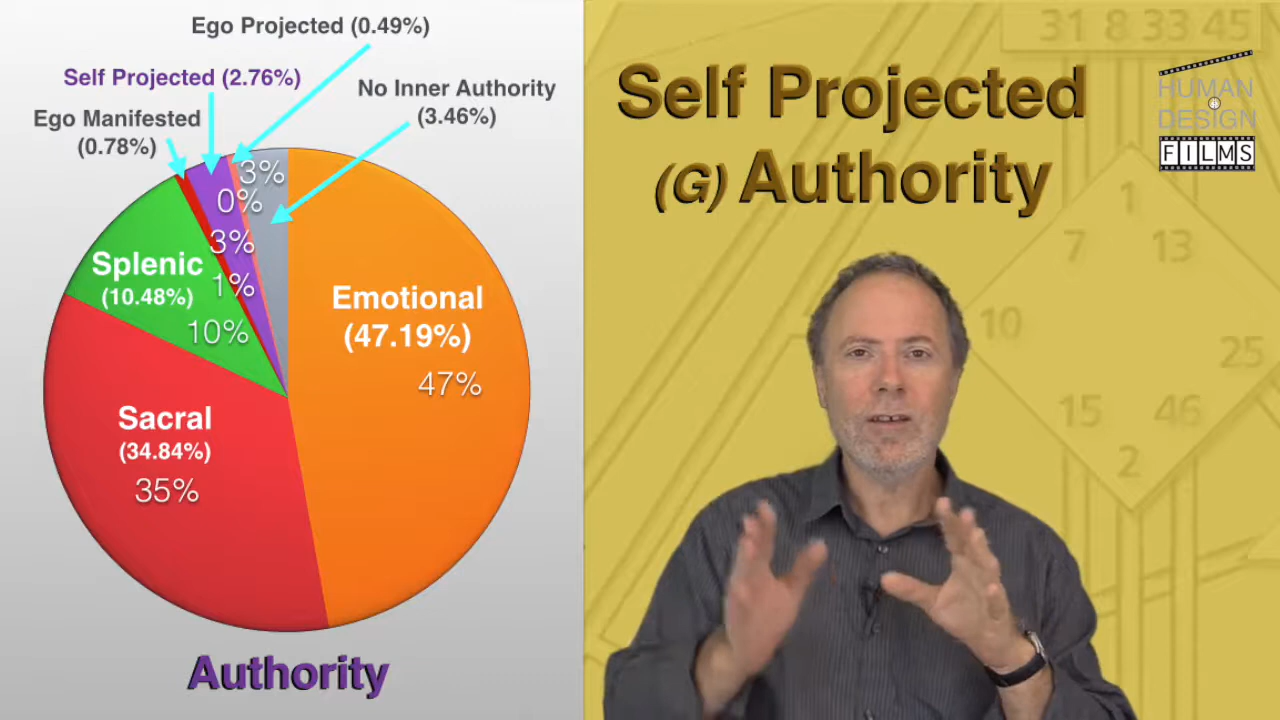 Ego Projected (0.49%)
Self Projected (2.76%)
No Inner Authority
(3.46%)
Ego Manifested
(0.78%)
3%
0%
3%
1%
Splenic
(10.48%)
10%
Emotional
(47.19%)
47%
Sacral
(34.84%)
35%
Authority
31 8 33 45
Self Projected
(G) Authority
HUMAN
DESIGN
FILMS
1
7 13
10
25
15 46
2